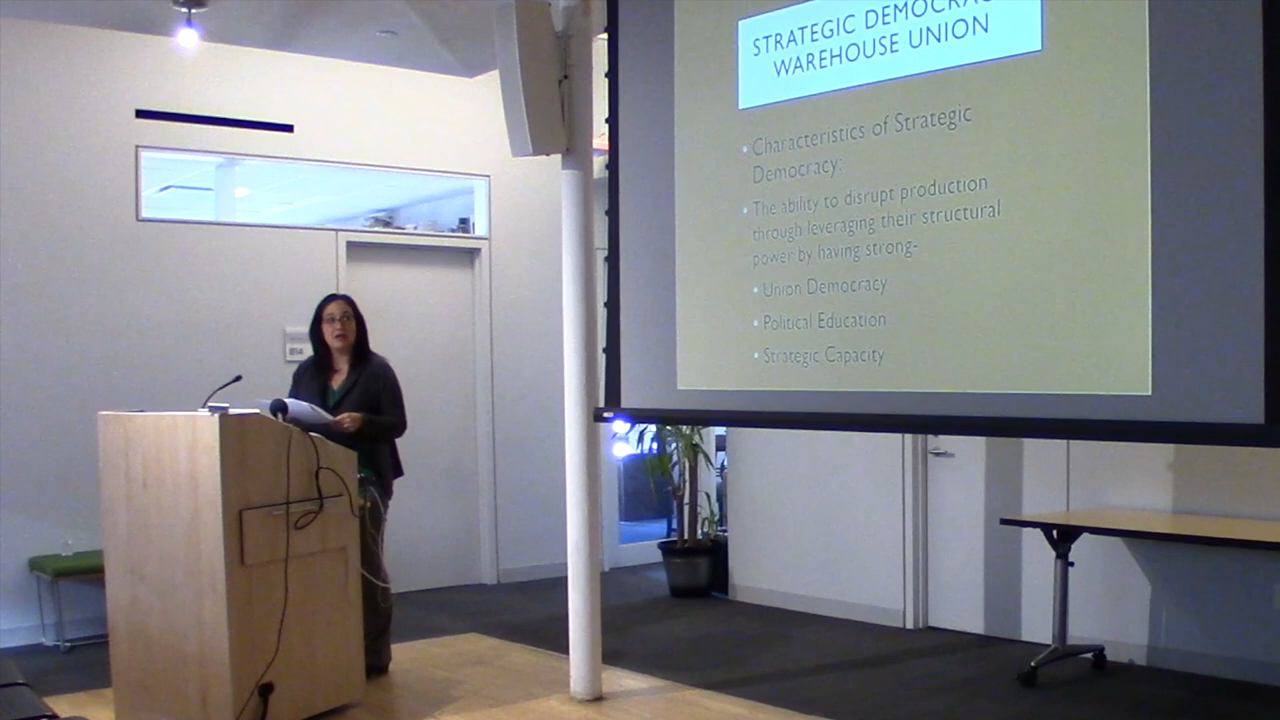 STRATEGIC DEMOCRAC
WAREHOUSE UNION
• Characteristics of Strategic
Democracy:
• The ability to disrupt production
through leveraging their structural
power by having strong-
• Union Democracy
• Political Education
• Strategic Capacity